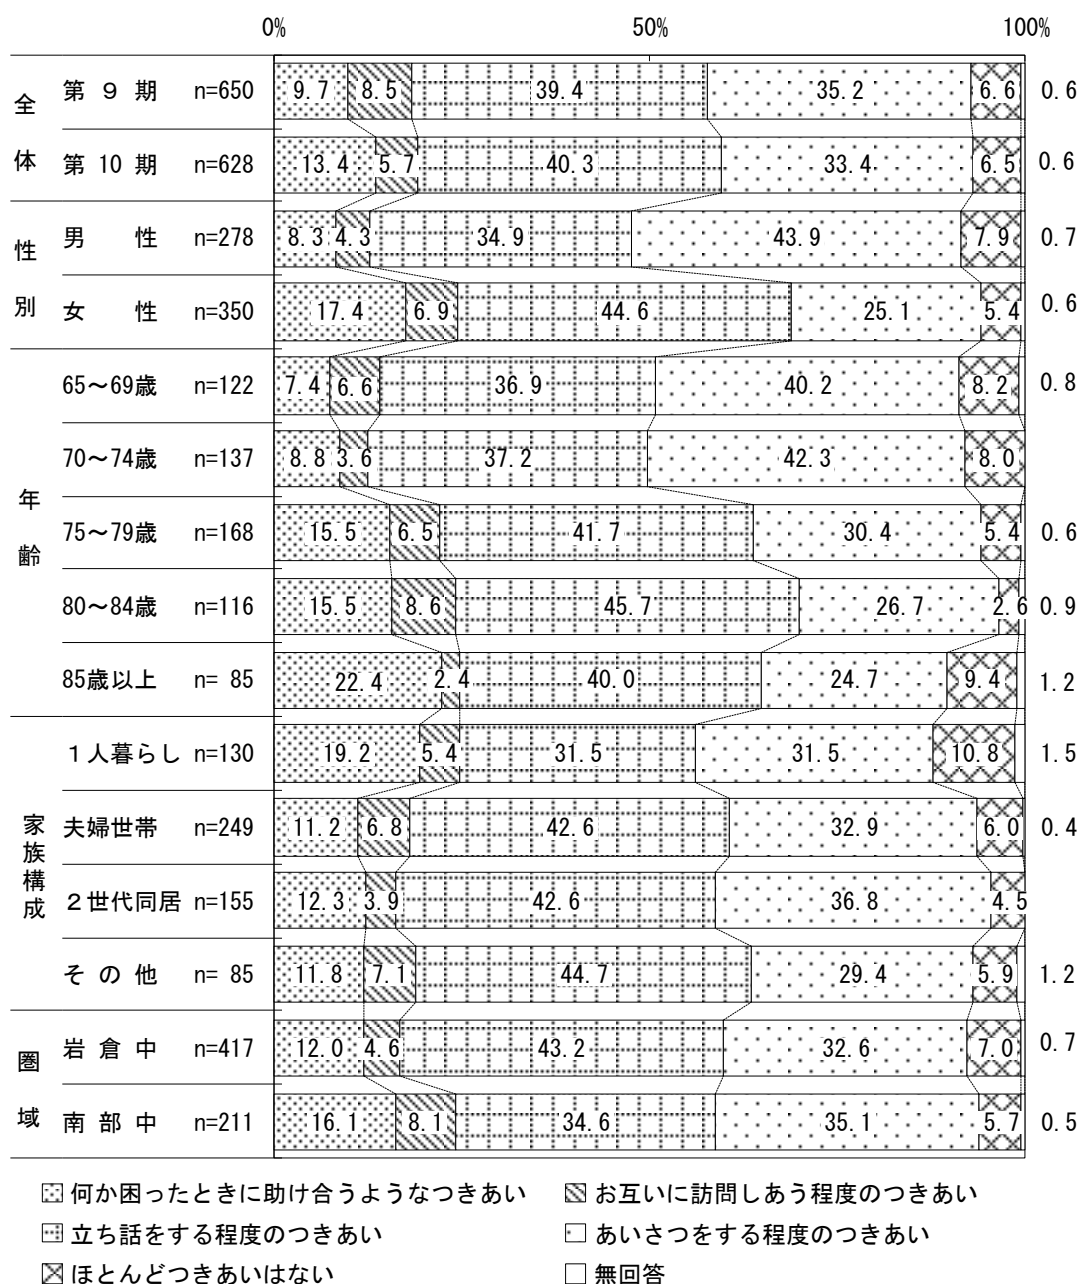 0% 50% 100%
全体 第９期 n=650 9.7 8.5 39.4 35.2 6.6 0.6
第10期 n=628 13.4 5.7 40.3 33.4 6.5 0.6
性別 男性 n=278 8.3 4.3 34.9 43.9 7.9 0.7
女性 n=350 17.4 6.9 44.6 25.1 5.4 0.6
年齢 65～69歳 n=122 7.4 6.6 36.9 40.2 8.2 0.8
70～74歳 n=137 8.8 3.6 37.2 42.3 8.0
75～79歳 n=168 15.5 6.5 41.7 30.4 5.4 0.6
80～84歳 n=116 15.5 8.6 45.7 26.7 2.6 0.9
85歳以上 n= 85 22.4 2.4 40.0 24.7 9.4 1.2
家族構成 １人暮らし n=130 19.2 5.4 31.5 31.5 10.8 1.5
夫婦世帯 n=249 11.2 6.8 42.6 32.9 6.0 0.4
２世代同居 n=155 12.3 3.9 42.6 36.8 4.5
その他 n= 85 11.8 7.1 44.7 29.4 5.9 1.2
圏域 岩倉中 n=417 12.0 4.6 43.2 32.6 7.0 0.7
南部中 n=211 16.1 8.1 34.6 35.1 5.7 0.5
何か困ったときに助け合うようなつきあい お互いに訪問しあう程度のつきあい
立ち話をする程度のつきあい あいさつをする程度のつきあい
ほとんどつきあいはない 無回答